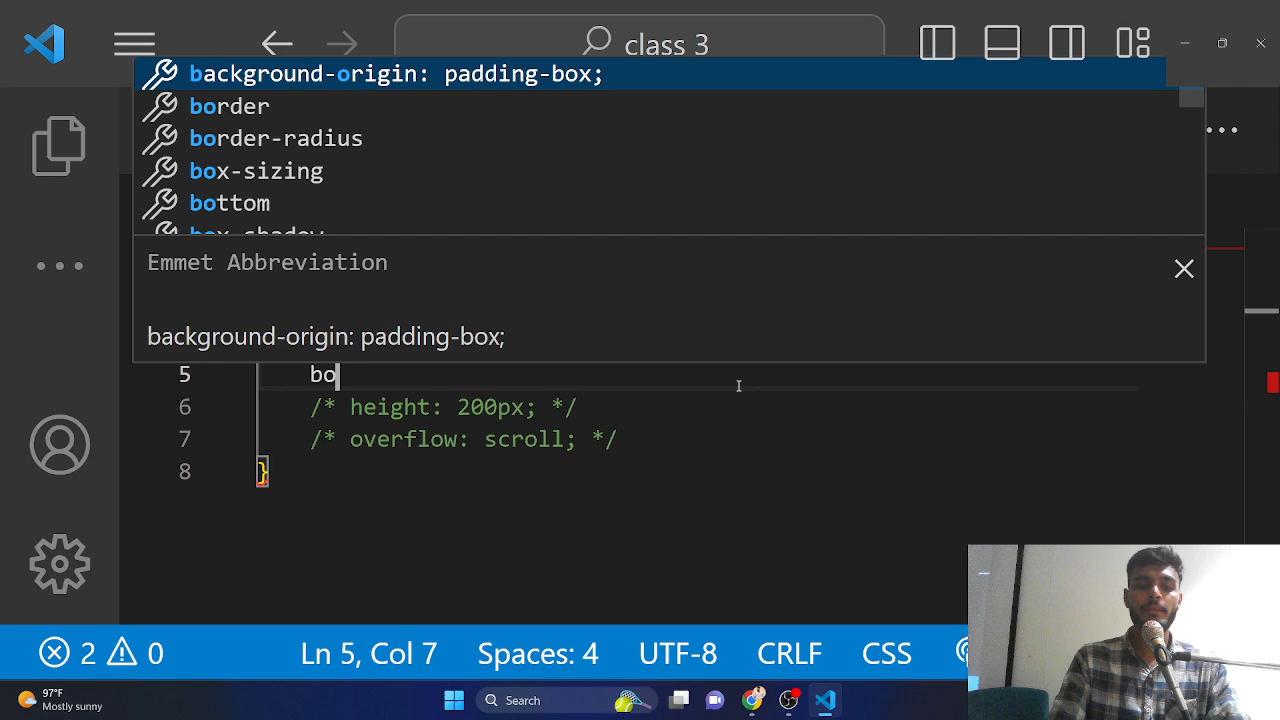 class 3
background-origin: padding-box;
border
border-radius
box-sizing
bottom
box-shadow
Emmet Abbreviation
background-origin: padding-box;
5 bo
6 /* height: 200px; */
7 /* overflow: scroll; */
8 }
2 0 Ln 5, Col 7 Spaces: 4 UTF-8 CRLF CSS
97°F
Mostly sunny
Search